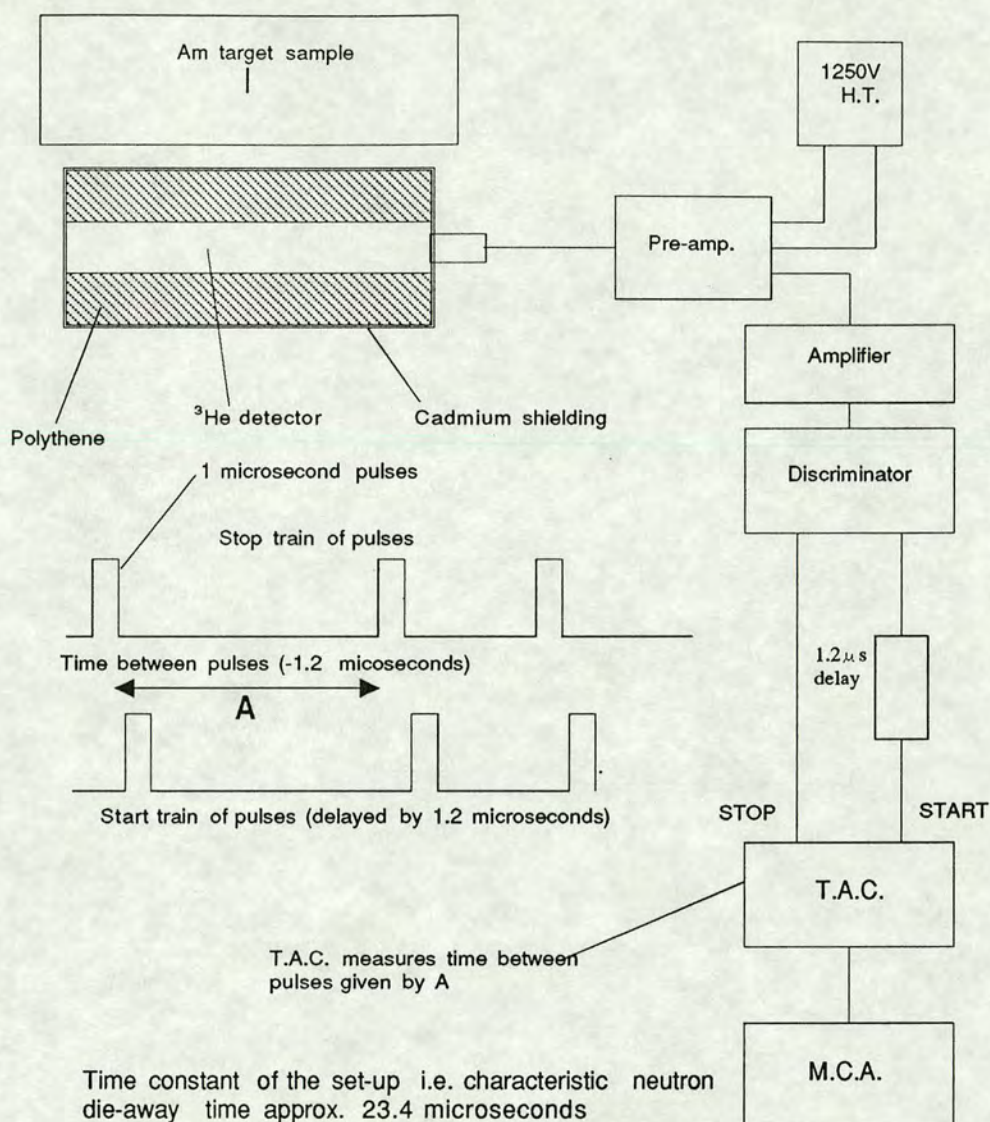 Am target sample
1250V
H.T.
Pre-amp.
Amplifier
³He detector
Cadmium shielding
Polythene
Discriminator
1 microsecond pulses
Stop train of pulses
Time between pulses (-1.2 micoseconds)
A
1.2μs
delay
Start train of pulses (delayed by 1.2 microseconds)
STOP
START
T.A.C.
T.A.C. measures time between
pulses given by A
M.C.A.
Time constant of the set-up i.e. characteristic neutron
die-away time approx. 23.4 microseconds